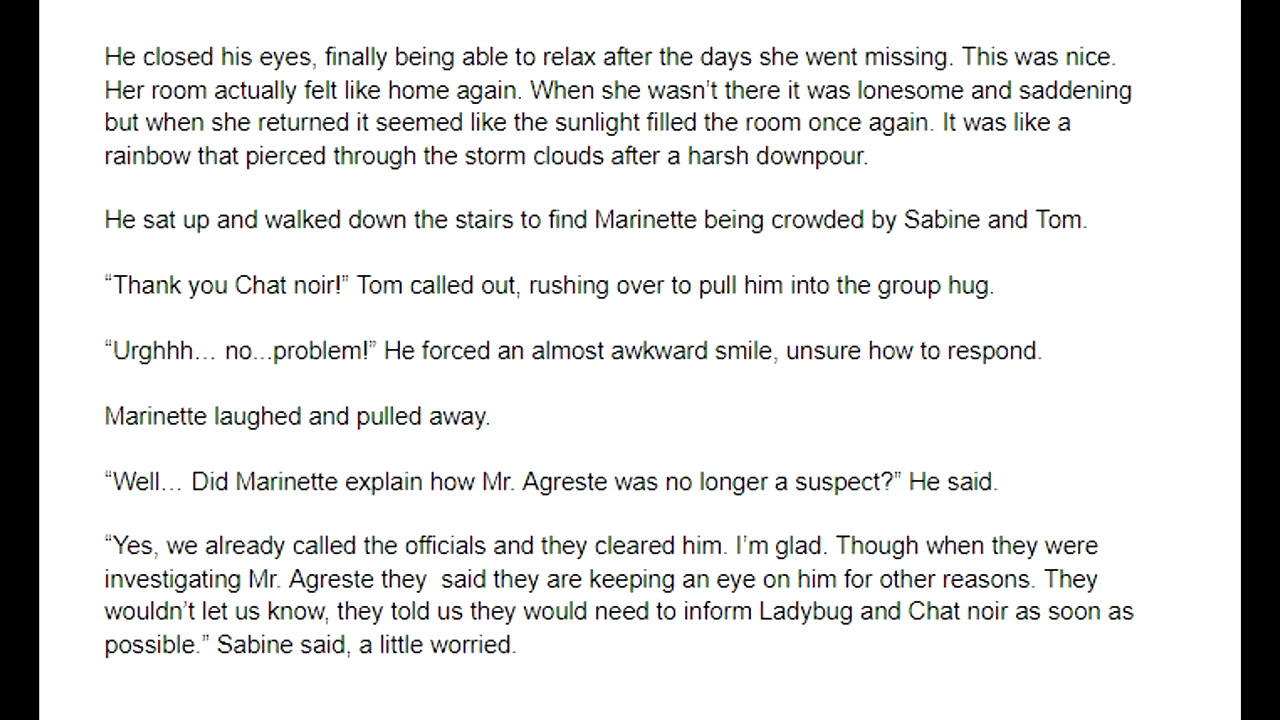 He closed his eyes, finally being able to relax after the days she went missing. This was nice.
Her room actually felt like home again. When she wasn’t there it was lonesome and saddening
but when she returned it seemed like the sunlight filled the room once again. It was like a
rainbow that pierced through the storm clouds after a harsh downpour.
He sat up and walked down the stairs to find Marinette being crowded by Sabine and Tom.
“Thank you Chat noir!” Tom called out, rushing over to pull him into the group hug.
“Urghhh… no...problem!” He forced an almost awkward smile, unsure how to respond.
Marinette laughed and pulled away.
“Well… Did Marinette explain how Mr. Agreste was no longer a suspect?” He said.
“Yes, we already called the officials and they cleared him. I’m glad. Though when they were
investigating Mr. Agreste they  said they are keeping an eye on him for other reasons. They
wouldn’t let us know, they told us they would need to inform Ladybug and Chat noir as soon as
possible.” Sabine said, a little worried.